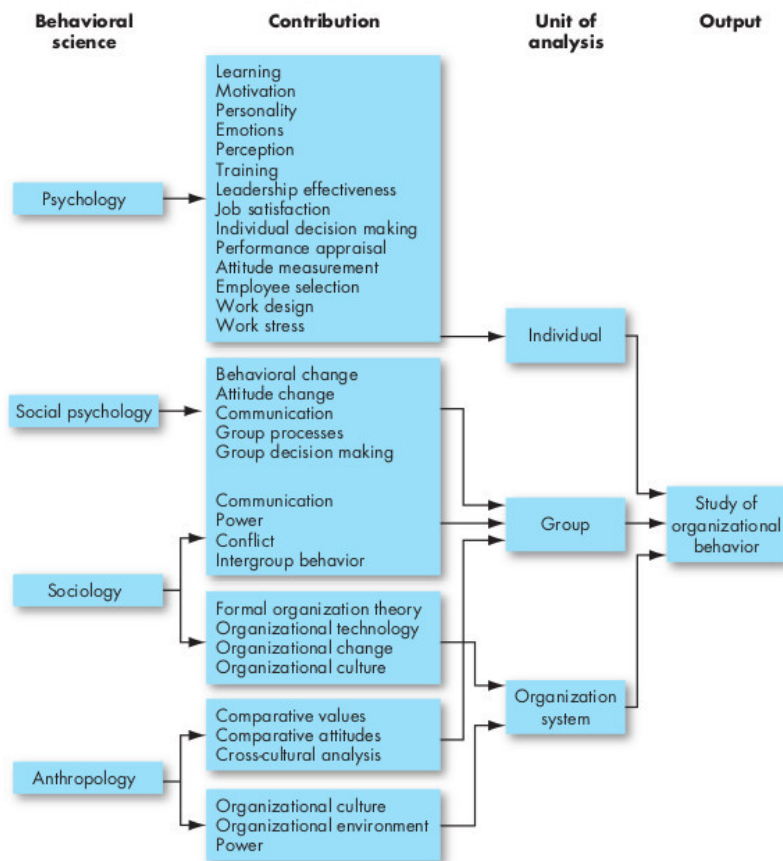 Behavioral
science
Contribution
Unit of
analysis
Output
Psychology
Learning
Motivation
Personality
Emotions
Perception
Training
Leadership effectiveness
Job satisfaction
Individual decision making
Performance appraisal
Attitude measurement
Employee selection
Work design
Work stress
Individual
Social psychology
Behavioral change
Attitude change
Communication
Group processes
Group decision making
Communication
Power
Conflict
Intergroup behavior
Group
Study of
organizational
behavior
Sociology
Formal organization theory
Organizational technology
Organizational change
Organizational culture
Organization
system
Anthropology
Comparative values
Comparative attitudes
Cross-cultural analysis
Organizational culture
Organizational environment
Power